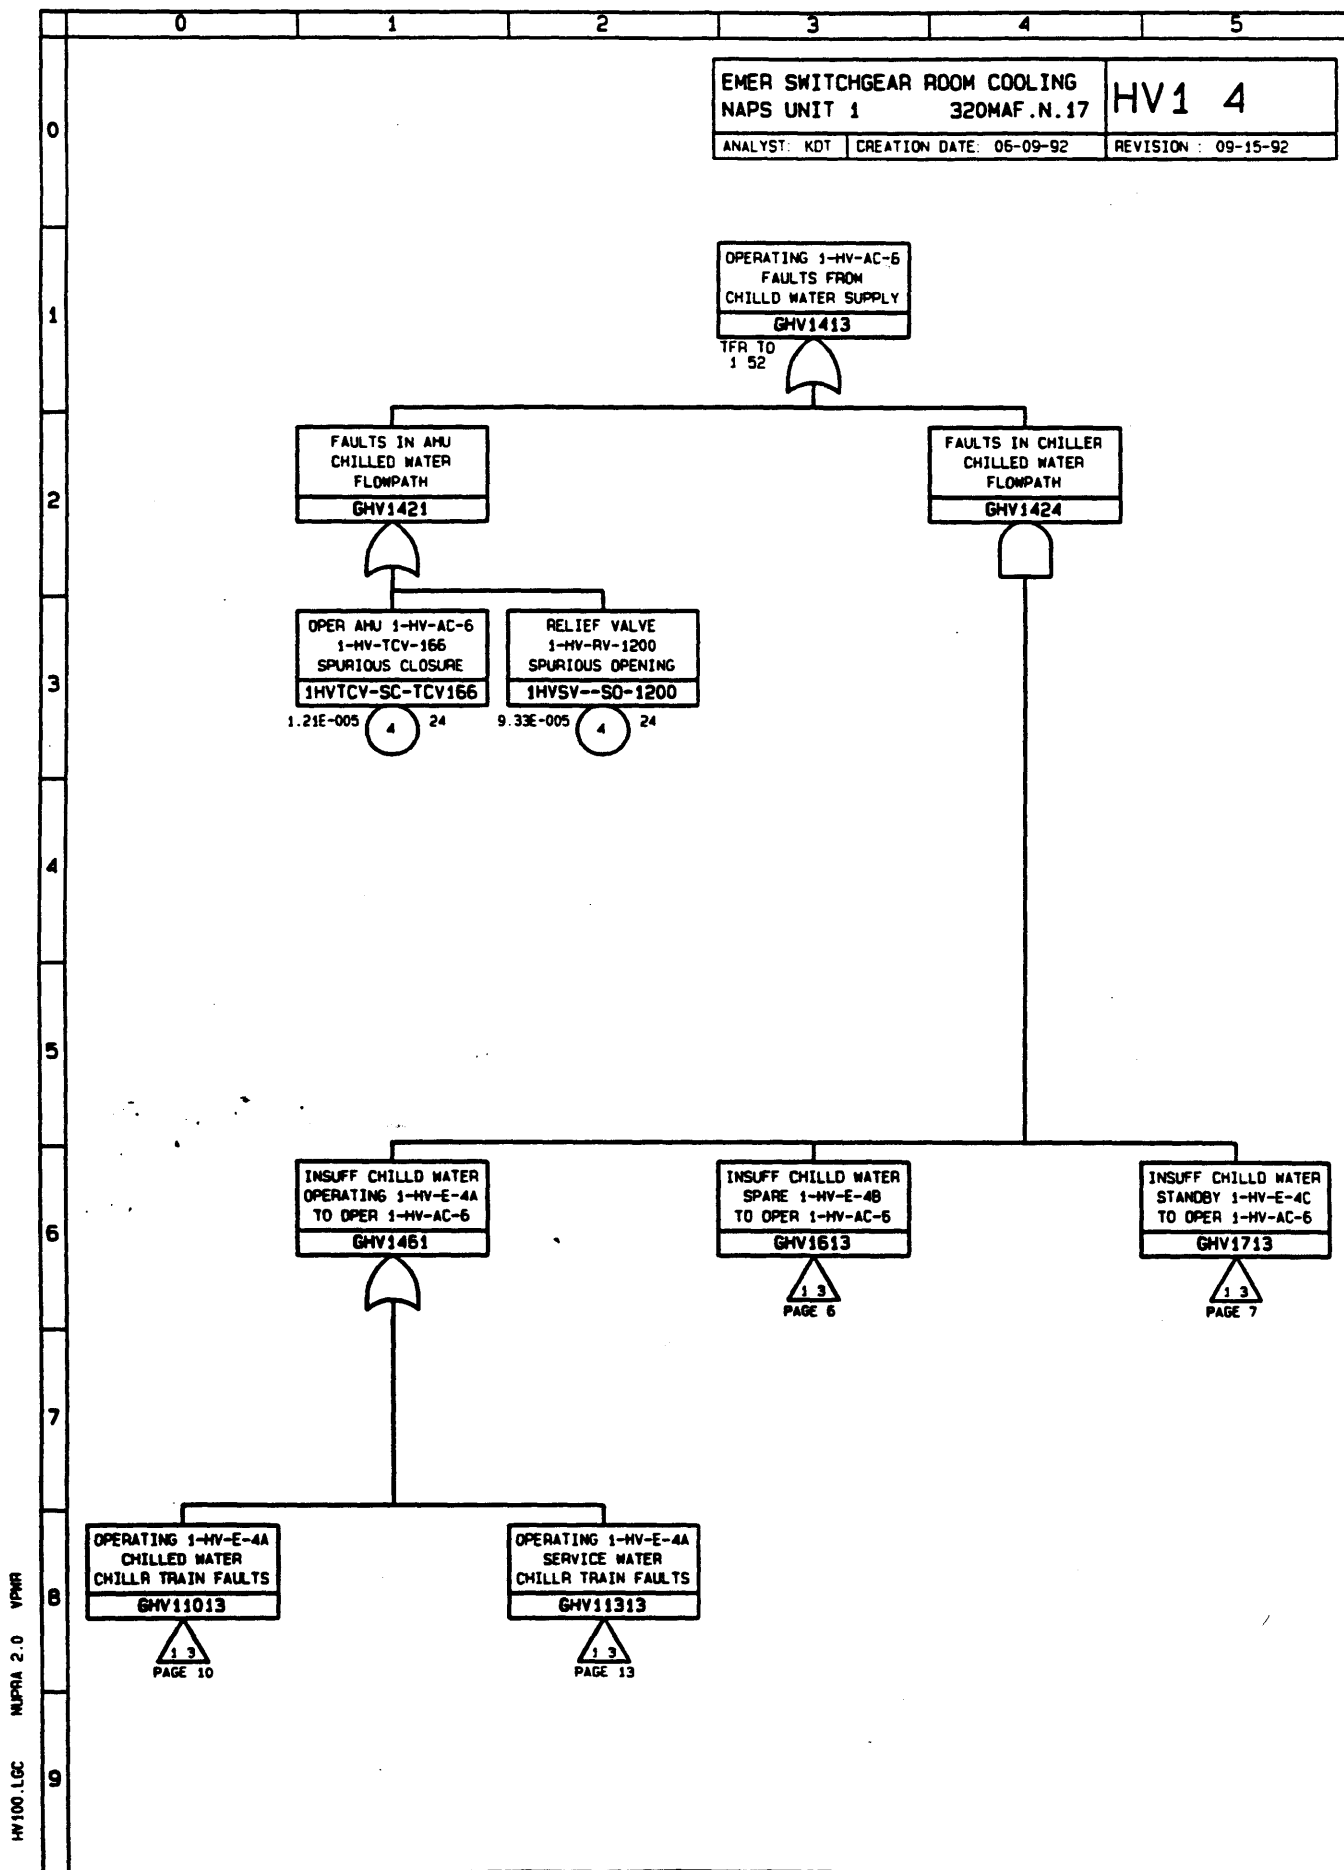 0 1 2 3 4 5
EMER SWITCHGEAR ROOM COOLING
NAPS UNIT 1 320MAF.N.17
HV1 4
ANALYST: KDT CREATION DATE: 06-09-92 REVISION : 09-15-92
0
OPERATING 1-HV-AC-6
FAULTS FROM
CHILLD WATER SUPPLY
GHV1413
1
TFR TO
1 52
FAULTS IN AHU
CHILLED WATER
FLOWPATH
GHV1421
FAULTS IN CHILLER
CHILLED WATER
FLOWPATH
GHV1424
2
OPER AHU 1-HV-AC-6
1-HV-TCV-166
SPURIOUS CLOSURE
1HVTCV-SC-TCV166
1.21E-005 4 24
RELIEF VALVE
1-HV-RV-1200
SPURIOUS OPENING
1HVSV--SO-1200
9.33E-005 4 24
3
4
5
INSUFF CHILLD WATER
OPERATING 1-HV-E-4A
TO OPER 1-HV-AC-6
GHV1461
INSUFF CHILLD WATER
SPARE 1-HV-E-4B
TO OPER 1-HV-AC-6
GHV1613
1 3
PAGE 6
INSUFF CHILLD WATER
STANDBY 1-HV-E-4C
TO OPER 1-HV-AC-6
GHV1713
1 3
PAGE 7
6
7
OPERATING 1-HV-E-4A
CHILLED WATER
CHILLR TRAIN FAULTS
GHV11013
1 3
PAGE 10
OPERATING 1-HV-E-4A
SERVICE WATER
CHILLR TRAIN FAULTS
GHV11313
1 3
PAGE 13
8
9
HV100.LGC NUPRA 2.0 VPWR